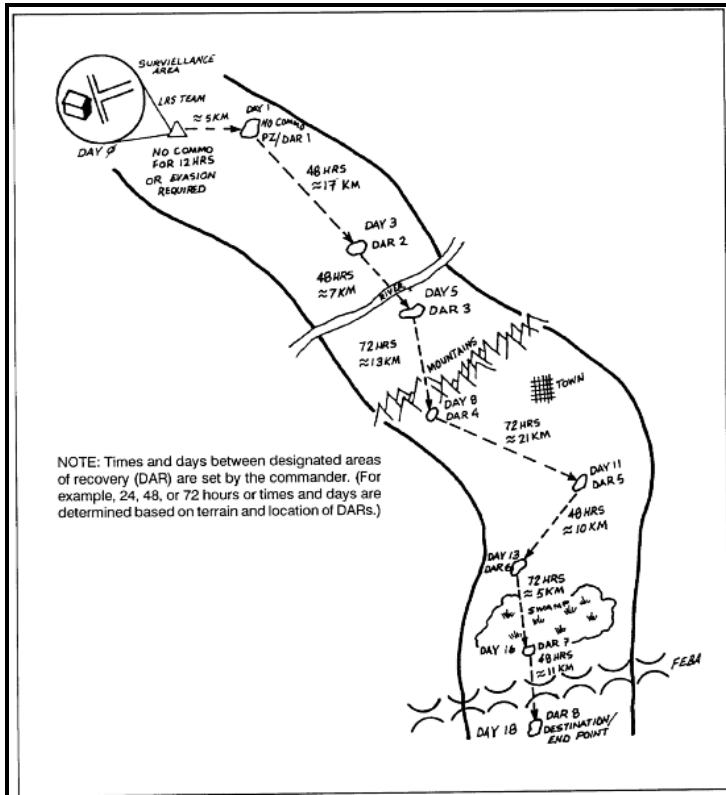 SURVIELLANCE
AREA
LRS TEAM
≈5KM
DAY 1
NO COMMO
PZ/DAR 1
DAY 0
NO COMMO
FOR 12 HRS
OR EVASION
REQUIRED
48 HRS
≈17 KM
DAY 3
DAR 2
48 HRS
≈7KM
RIVER
DAY 5
DAR 3
72 HRS
≈13KM
MOUNTAINS
TOWN
DAY 8
DAR 4
72 HRS
≈21 KM
NOTE: Times and days between designated areas
of recovery (DAR) are set by the commander. (For
example, 24, 48, or 72 hours or times and days are
determined based on terrain and location of DARs.)
DAY 11
DAR 5
48 HRS
≈10 KM
DAY 13
DAR 6
72 HRS
≈5KM
SWAMP
DAY 16
DAR 7
48 HRS
≈11 KM
FEBA
DAY 18
DAR 8
DESTINATION/
END POINT